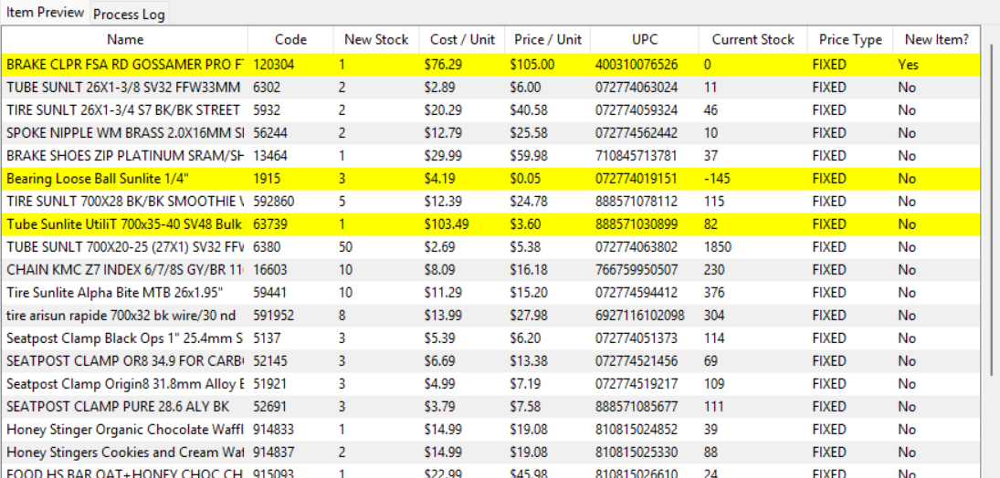 Item Preview Process Log
Name Code New Stock Cost / Unit Price / Unit UPC Current Stock Price Type New Item?
BRAKE CLPR FSA RD GOSSAMER PRO 120304 1 $76.29 $105.00 400310076526 0 FIXED Yes
TUBE SUNLT 26X1-3/8 SV32 FFW33MM 6302 2 $2.89 $6.00 072774063024 11 FIXED No
TIRE SUNLT 26X1-3/4 S7 BK/BK STREET 5932 2 $20.29 $40.58 072774059324 46 FIXED No
SPOKE NIPPLE WM BRASS 2.0X16MM 56244 2 $12.79 $25.58 072774562442 10 FIXED No
BRAKE SHOES ZIP PLATINUM SRAM/SH 13464 1 $29.99 $59.98 710845713781 37 FIXED No
Bearing Loose Ball Sunlite 1/4" 1915 3 $4.19 $0.05 072774019151 -145 FIXED No
TIRE SUNLT 700X28 BK/BK SMOOTHIE 592860 5 $12.39 $24.78 888571078112 115 FIXED No
Tube Sunlite UtiliT 700x35-40 SV48 Bulk 63739 1 $103.49 $3.60 888571030899 82 FIXED No
TUBE SUNLT 700X20-25 (27X1) SV32 6380 50 $2.69 $5.38 072774063802 1850 FIXED No
CHAIN KMC Z7 INDEX 6/7/8S GY/BR 11 16603 10 $8.09 $16.18 766759950507 230 FIXED No
Tire Sunlite Alpha Bite MTB 26x1.95" 59441 10 $11.29 $15.20 072774594412 376 FIXED No
tire arisun rapide 700x32 bk wire/30 nd 591952 8 $13.99 $27.98 6927116102098 304 FIXED No
Seatpost Clamp Black Ops 1" 25.4mm S 5137 3 $5.39 $6.20 072774051373 114 FIXED No
SEATPOST CLAMP OR8 34.9 FOR CARB 52145 3 $6.69 $13.38 072774521456 69 FIXED No
Seatpost Clamp Origin8 31.8mm Alloy 51921 3 $4.99 $7.19 072774519217 109 FIXED No
SEATPOST CLAMP PURE 28.6 ALY BK 52691 3 $3.79 $7.58 888571085677 111 FIXED No
Honey Stinger Organic Chocolate Waffl 914833 1 $14.99 $19.08 810815024852 39 FIXED No
Honey Stingers Cookies and Cream Waf 914837 2 $14.99 $19.08 810815025330 88 FIXED No
FOOD HS BAR OAT+HONEY CHOC CH 915093 1 $22.99 $45.98 810815026610 24 FIXED No